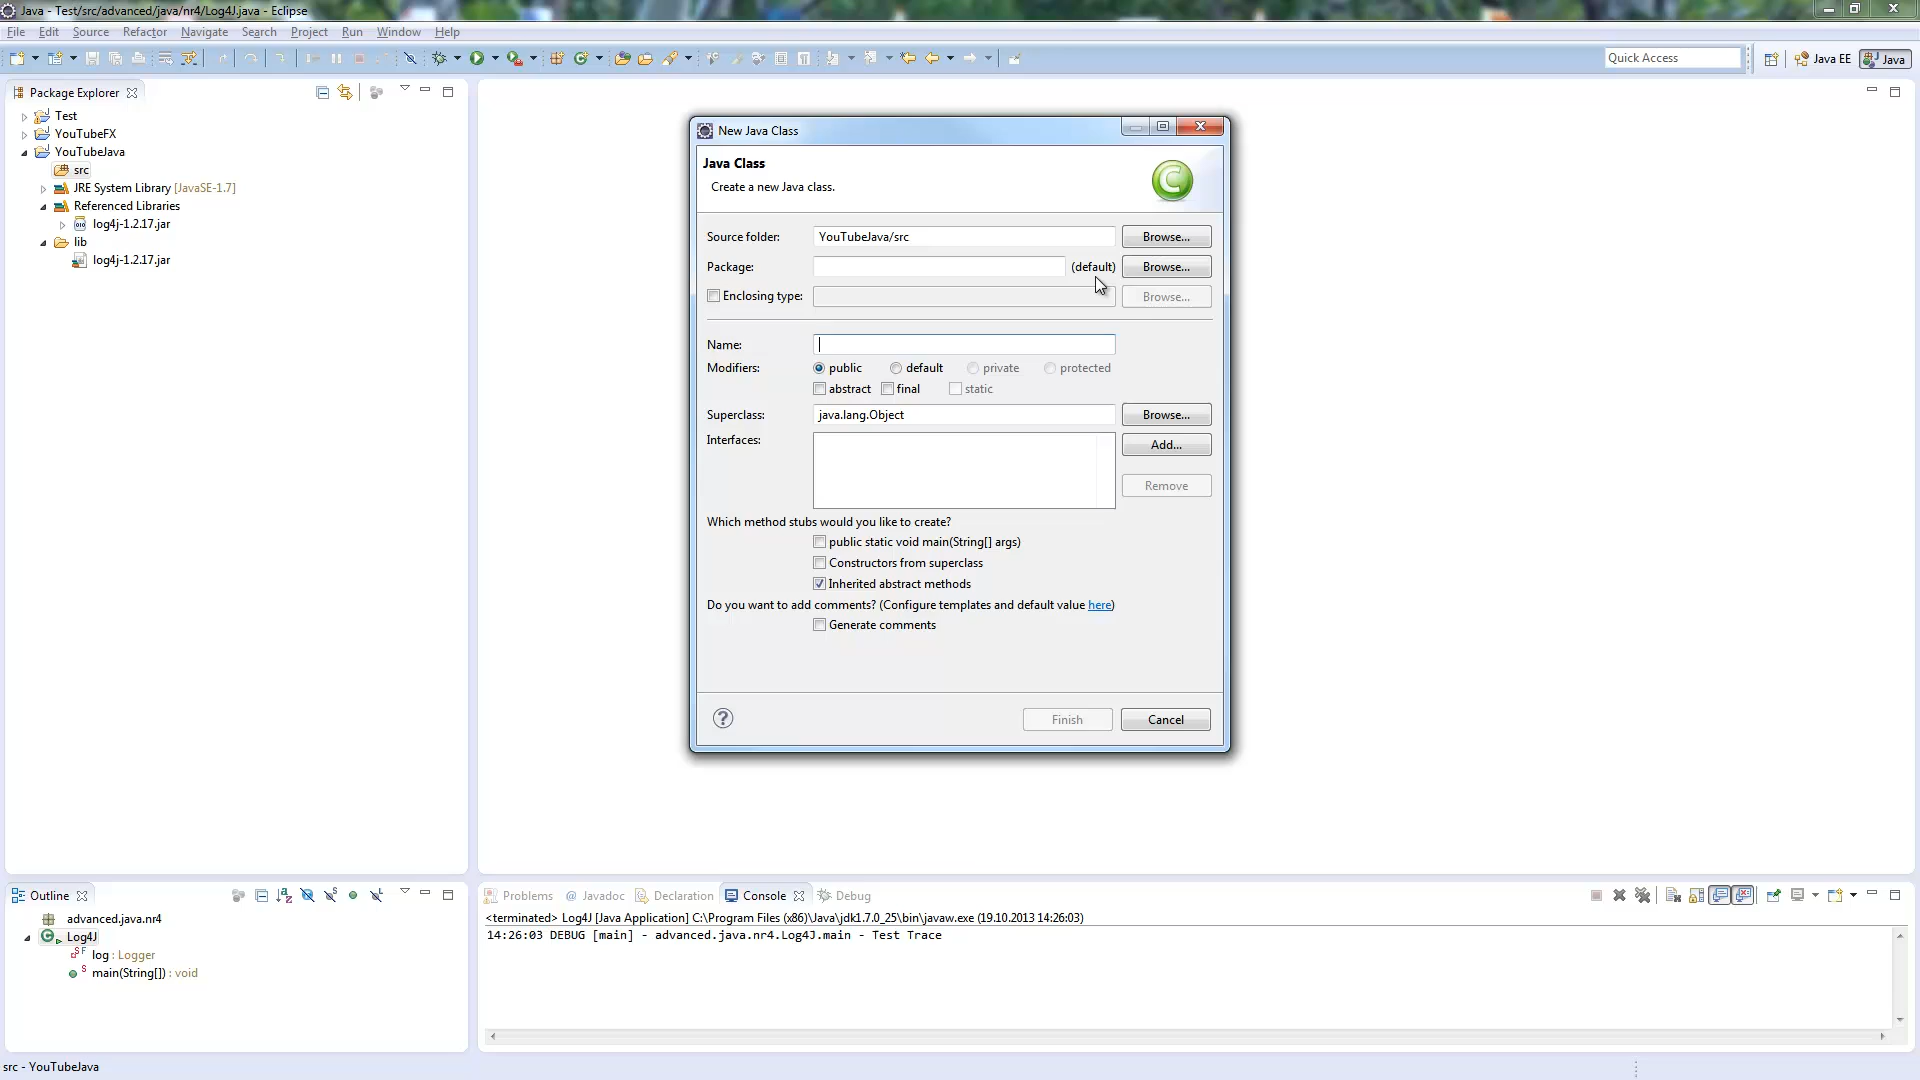 Java - Test/src/advanced/java/nr4/Log4J.java - Eclipse
File Edit Source Refactor Navigate Search Project Run Window Help
Quick Access
Java EE
Java
Package Explorer
Test
YouTubeFX
YouTubeJava
src
JRE System Library [JavaSE-1.7]
Referenced Libraries
log4j-1.2.17.jar
lib
log4j-1.2.17.jar
New Java Class
Java Class
Create a new Java class.
C
Source folder: YouTubeJava/src Browse...
Package: (default) Browse...
Enclosing type: Browse...
Name:
Modifiers: public default private protected
abstract final static
Superclass: java.lang.Object Browse...
Interfaces: Add...
Remove
Which method stubs would you like to create?
public static void main(String[] args)
Constructors from superclass
Inherited abstract methods
Do you want to add comments? (Configure templates and default value here)
Generate comments
? Finish Cancel
Outline
advanced.java.nr4
Log4J
log : Logger
main(String[]) : void
Problems @ Javadoc Declaration Console Debug
<terminated> Log4J [Java Application] C:\Program Files (x86)\Java\jdk1.7.0_25\bin\javaw.exe (19.10.2013 14:26:03)
14:26:03 DEBUG [main] - advanced.java.nr4.Log4J.main - Test Trace
src - YouTubeJava